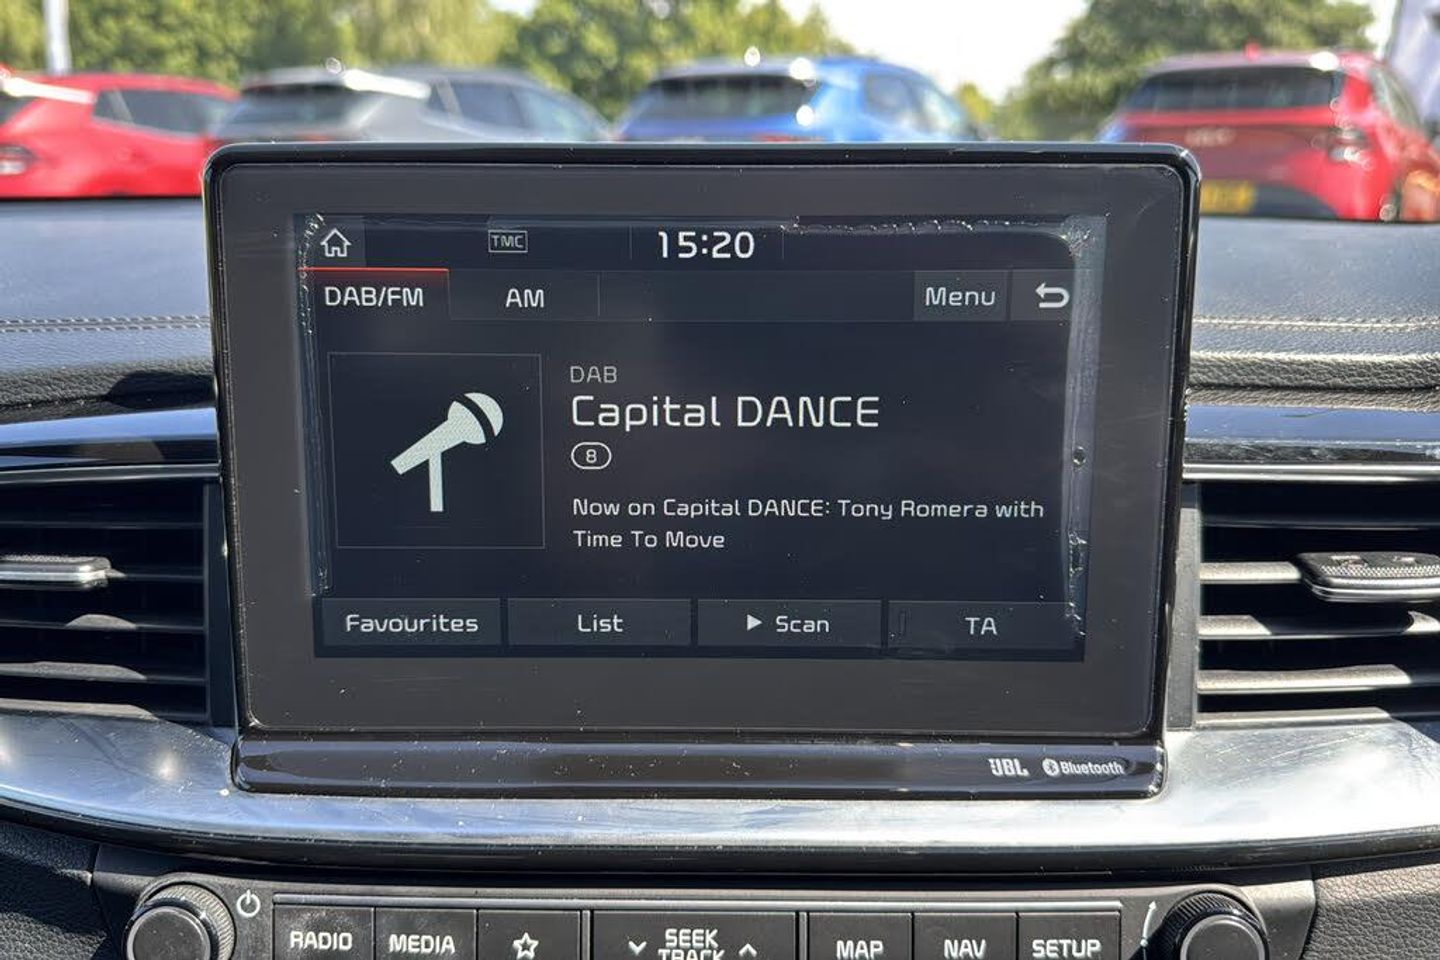 TMC 15:20
DAB/FM AM Menu
DAB
Capital DANCE
8
Now on Capital DANCE: Tony Romera with
Time To Move
Favourites List Scan TA
JBL Bluetooth
RADIO MEDIA SEEK TRACK MAP NAV SETUP